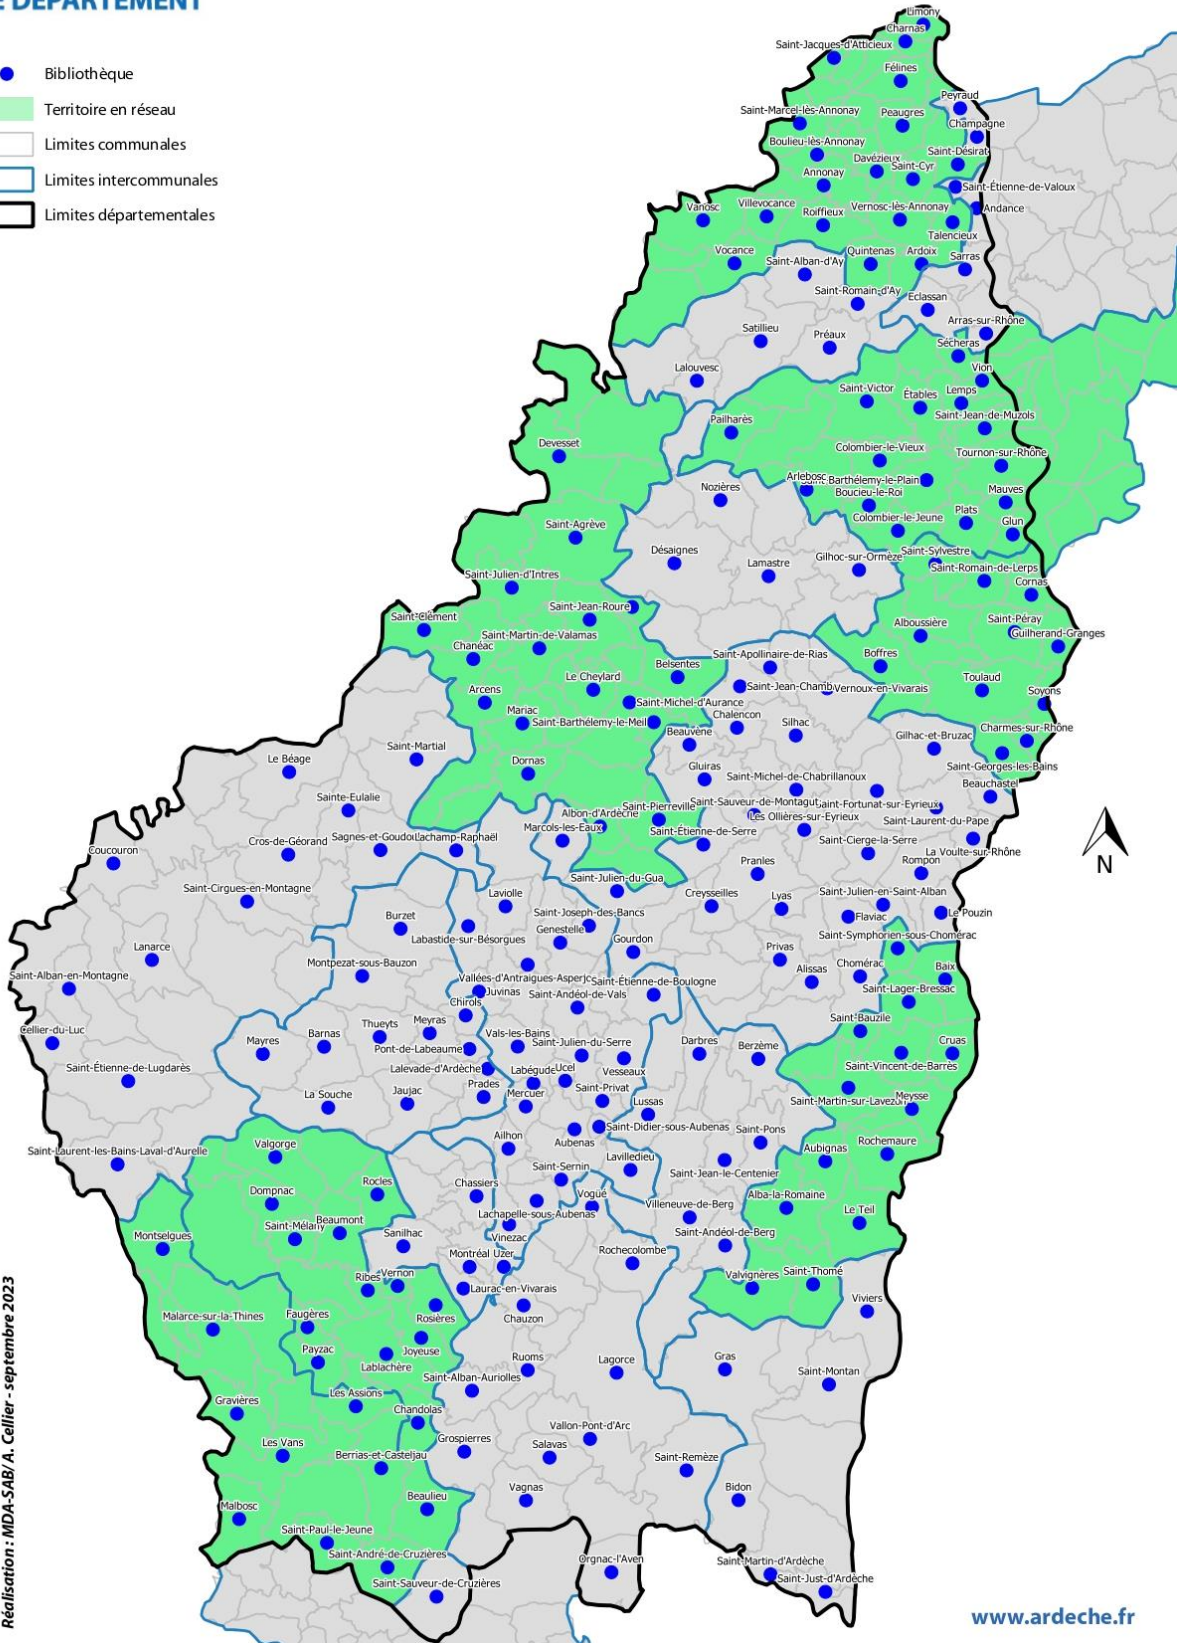 DÉPARTEMENT
Bibliothèque
Territoire en réseau
Limites communales
Limites intercommunales
Limites départementales
Limony
Charnas
Saint-Jacques-d'Atticieux
Félines
Peyraud
Saint-Marcel-lès-Annonay
Peaugres
Champagne
Boulieu-lès-Annonay
Saint-Désirat
Davézieux
Saint-Cyr
Annonay
Saint-Étienne-de-Valoux
Villevocance
Vanosc
Roiffieux
Vernosc-lès-Annonay
Andance
Talencieux
Vocance
Saint-Alban-d'Ay
Quintenas
Ardoix
Sarras
Saint-Romain-d'Ay
Eclassan
Arras-sur-Rhône
Satillieu
Préaux
Sécheras
Lalouvesc
Vion
Saint-Victor
Étables
Lemps
Saint-Jean-de-Muzols
Pailharès
Devesset
Colombier-le-Vieux
Tournon-sur-Rhône
Arlebosc
Saint-Barthélemy-le-Plain
Nozières
Boucieu-le-Roi
Mauves
Plats
Colombier-le-Jeune
Glun
Saint-Agrève
Désaignes
Lamastre
Gilhoc-sur-Ormèze
Saint-Sylvestre
Saint-Romain-de-Lerps
Saint-Julien-d'Intres
Cornas
Saint-Jean-Roure
Saint-Clément
Saint-Péray
Alboussière
Guilherand-Granges
Saint-Martin-de-Valamas
Chanéac
Saint-Apollinaire-de-Rias
Boffres
Belsentes
Le Cheylard
Toulaud
Saint-Jean-Chamb
Vernoux-en-Vivarais
Arcens
Soyons
Saint-Michel-d'Aurance
Mariac
Saint-Barthélemy-le-Meil
Chalencon
Silhac
Charmes-sur-Rhône
Beauvène
Gilhac-et-Bruzac
Saint-Martial
Le Béage
Dornas
Gluiras
Saint-Georges-les-Bains
Saint-Michel-de-Chabrillanoux
Beauchastel
Sainte-Eulalie
Saint-Sauveur-de-Montagut
Saint-Fortunat-sur-Eyrieux
Saint-Pierreville
Albon-d'Ardèche
Les Ollières-sur-Eyrieux
Saint-Laurent-du-Pape
Marcols-les-Eaux
Saint-Étienne-de-Serre
Sagnes-et-Goudou
Lachamp-Raphaël
Cros-de-Géorand
Saint-Cierge-la-Serre
La Voulte-sur-Rhône
Coucouron
Pranles
Rompon
Saint-Julien-du-Gua
Saint-Cirgues-en-Montagne
Laviolle
Creysseilles
Lyas
Saint-Julien-en-Saint-Alban
Burzet
Saint-Joseph-des-Bancs
Flaviac
Le Pouzin
Genestelle
Labastide-sur-Bésorgues
Saint-Symphorien-sous-Chomérac
Gourdon
Privas
Lanarce
Montpezat-sous-Bauzon
Chomérac
Alissas
Baix
Saint-Alban-en-Montagne
Vallées-d'Antraigues-Asperjoc
Saint-Étienne-de-Boulogne
Saint-Lager-Bressac
Juvinas
Saint-Andéol-de-Vals
Chirols
Saint-Bauzile
Cellier-du-Luc
Thueyts
Meyras
Barnas
Mayres
Vals-les-Bains
Saint-Julien-du-Serre
Darbres
Berzème
Cruas
Pont-de-Labeaume
Saint-Étienne-de-Lugdarès
Lalevade-d'Ardèche
Labégude
Ucel
Vesseaux
Saint-Vincent-de-Barrès
La Souche
Jaujac
Prades
Mercuer
Saint-Privat
Lussas
Saint-Martin-sur-Lavezon
Meysse
Saint-Didier-sous-Aubenas
Saint-Pons
Ailhon
Aubenas
Rochemaure
Aubignas
Saint-Laurent-les-Bains-Laval-d'Aurelle
Valgorge
Lavilledieu
Saint-Sernin
Saint-Jean-le-Centenier
Rocles
Chassiers
Dompnac
Vogüé
Alba-la-Romaine
Villeneuve-de-Berg
Lachapelle-sous-Aubenas
Le Teil
Saint-Mélany
Beaumont
Sanilhac
Vinezac
Montselgues
Saint-Andéol-de-Berg
Rochecolombe
Montréal
Uzer
Valvignères
Saint-Thomé
Ribes
Vernon
Laurac-en-Vivarais
Viviers
Malarce-sur-la-Thines
Faugères
Rosières
Chauzon
Payzac
Joyeuse
Lablachère
Ruoms
Lagorce
Gras
Saint-Montan
Saint-Alban-Auriolles
Les Assions
Gravières
Chandolas
Vallon-Pont-d'Arc
Les Vans
Grospierres
Salavas
Berrias-et-Casteljau
Saint-Remèze
Vagnas
Bidon
Beaulieu
Malbosc
Saint-Paul-le-Jeune
Saint-André-de-Cruzières
Orgnac-l'Aven
Saint-Martin-d'Ardèche
Saint-Sauveur-de-Cruzières
Saint-Just-d'Ardèche
N
Réalisation : MDA-SAB/ A. Cellier - septembre 2023
www.ardeche.fr